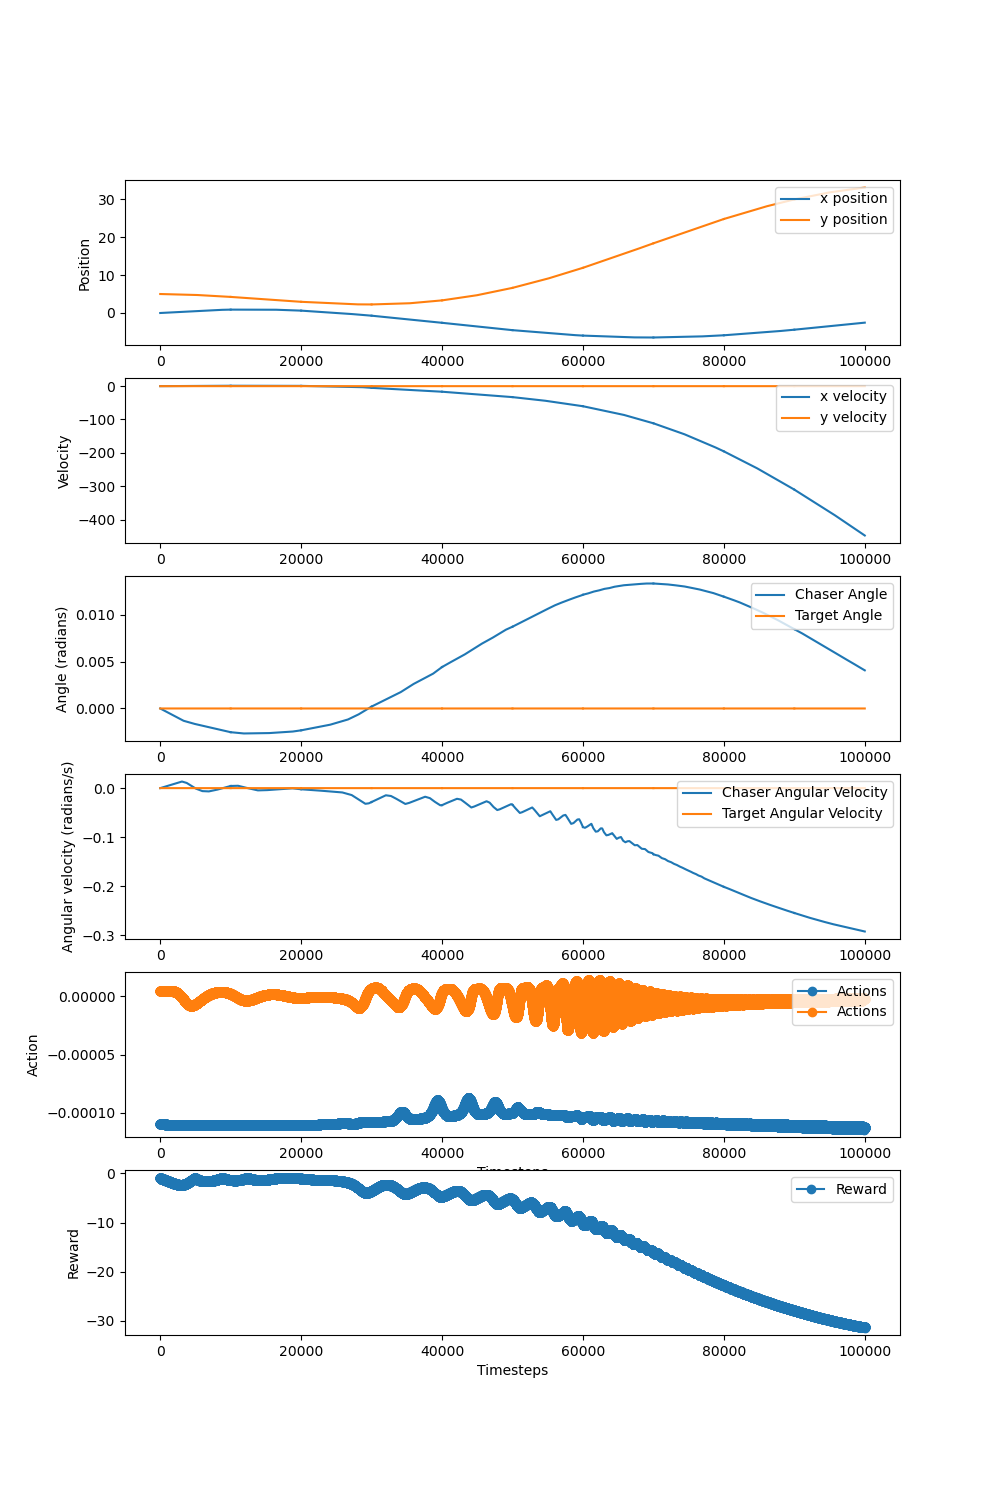 Position
30
20
10
0
x position
y position
0 20000 40000 60000 80000 100000
Velocity
0
−100
−200
−300
−400
x velocity
y velocity
0 20000 40000 60000 80000 100000
Angle (radians)
0.010
0.005
0.000
Chaser Angle
Target Angle
0 20000 40000 60000 80000 100000
Angular velocity (radians/s)
0.0
−0.1
−0.2
−0.3
Chaser Angular Velocity
Target Angular Velocity
0 20000 40000 60000 80000 100000
Action
0.00000
−0.00005
−0.00010
Actions
Actions
0 20000 40000 60000 80000 100000
Timesteps
Reward
0
−10
−20
−30
Reward
0 20000 40000 60000 80000 100000
Timesteps